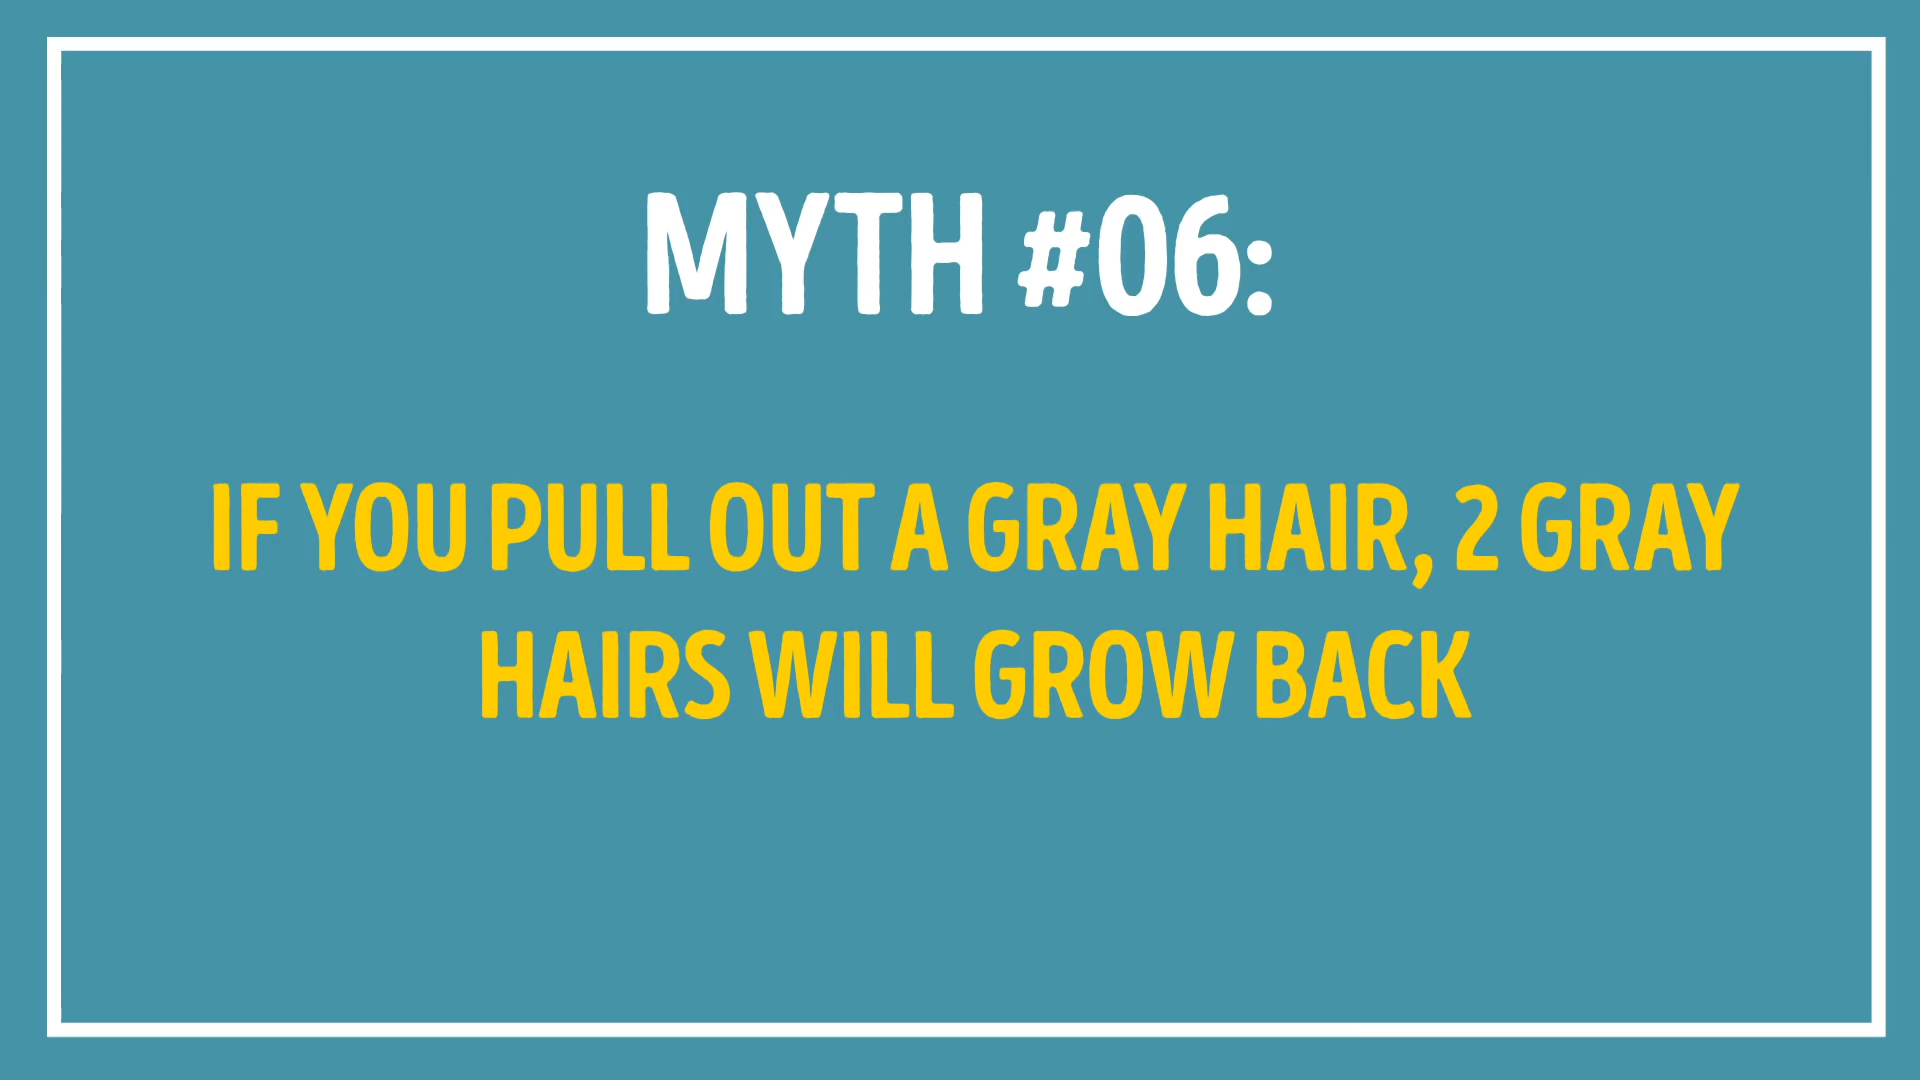 MYTH #06:
IF YOU PULL OUT A GRAY HAIR, 2 GRAY
HAIRS WILL GROW BACK